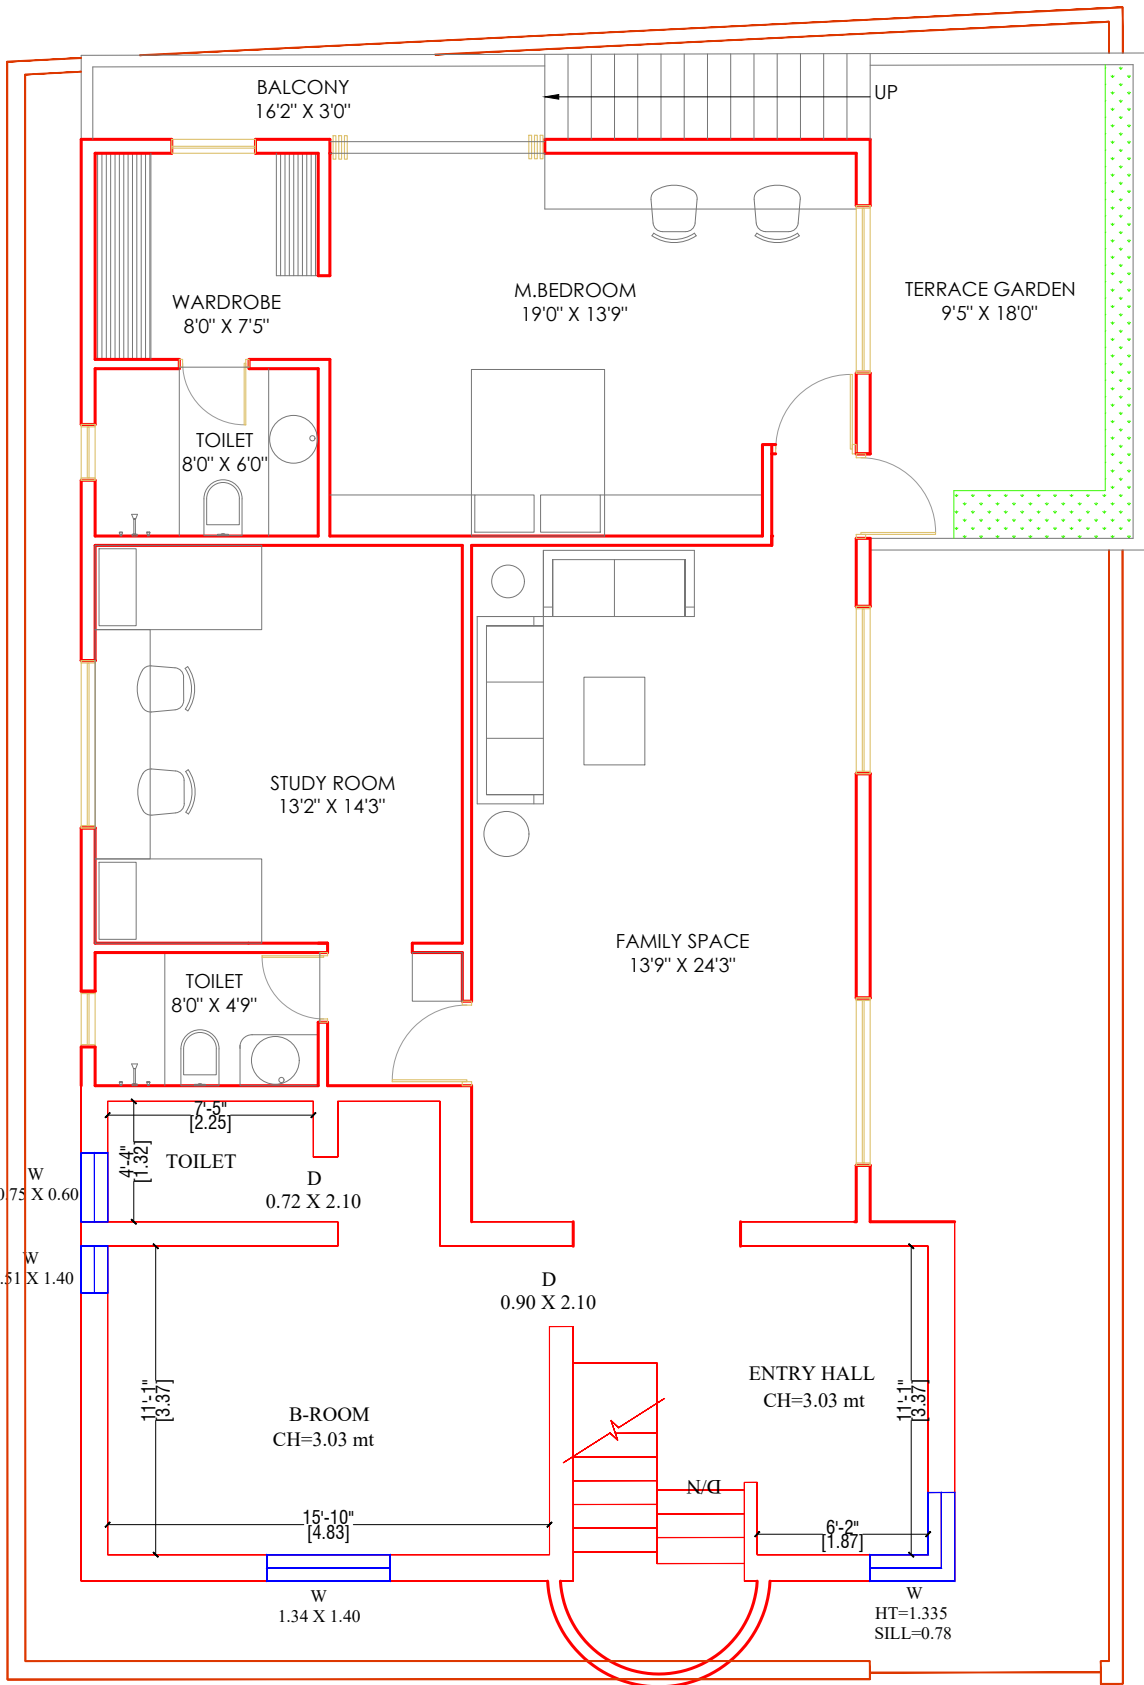 BALCONY
16'2" X 3'0"
UP
WARDROBE
8'0" X 7'5"
M.BEDROOM
19'0" X 13'9"
TERRACE GARDEN
9'5" X 18'0"
TOILET
8'0" X 6'0"
STUDY ROOM
13'2" X 14'3"
FAMILY SPACE
13'9" X 24'3"
TOILET
8'0" X 4'9"
7'-5"
[2.25]
4'-4"
[1.32]
TOILET
D
0.72 X 2.10
W
X 0.60
W
X 1.40
D
0.90 X 2.10
11'-1"
[3.37]
B-ROOM
CH=3.03 mt
ENTRY HALL
CH=3.03 mt
11'-1"
[3.37]
D/N
15'-10"
[4.83]
6'-2"
[1.87]
W
1.34 X 1.40
W
HT=1.335
SILL=0.78